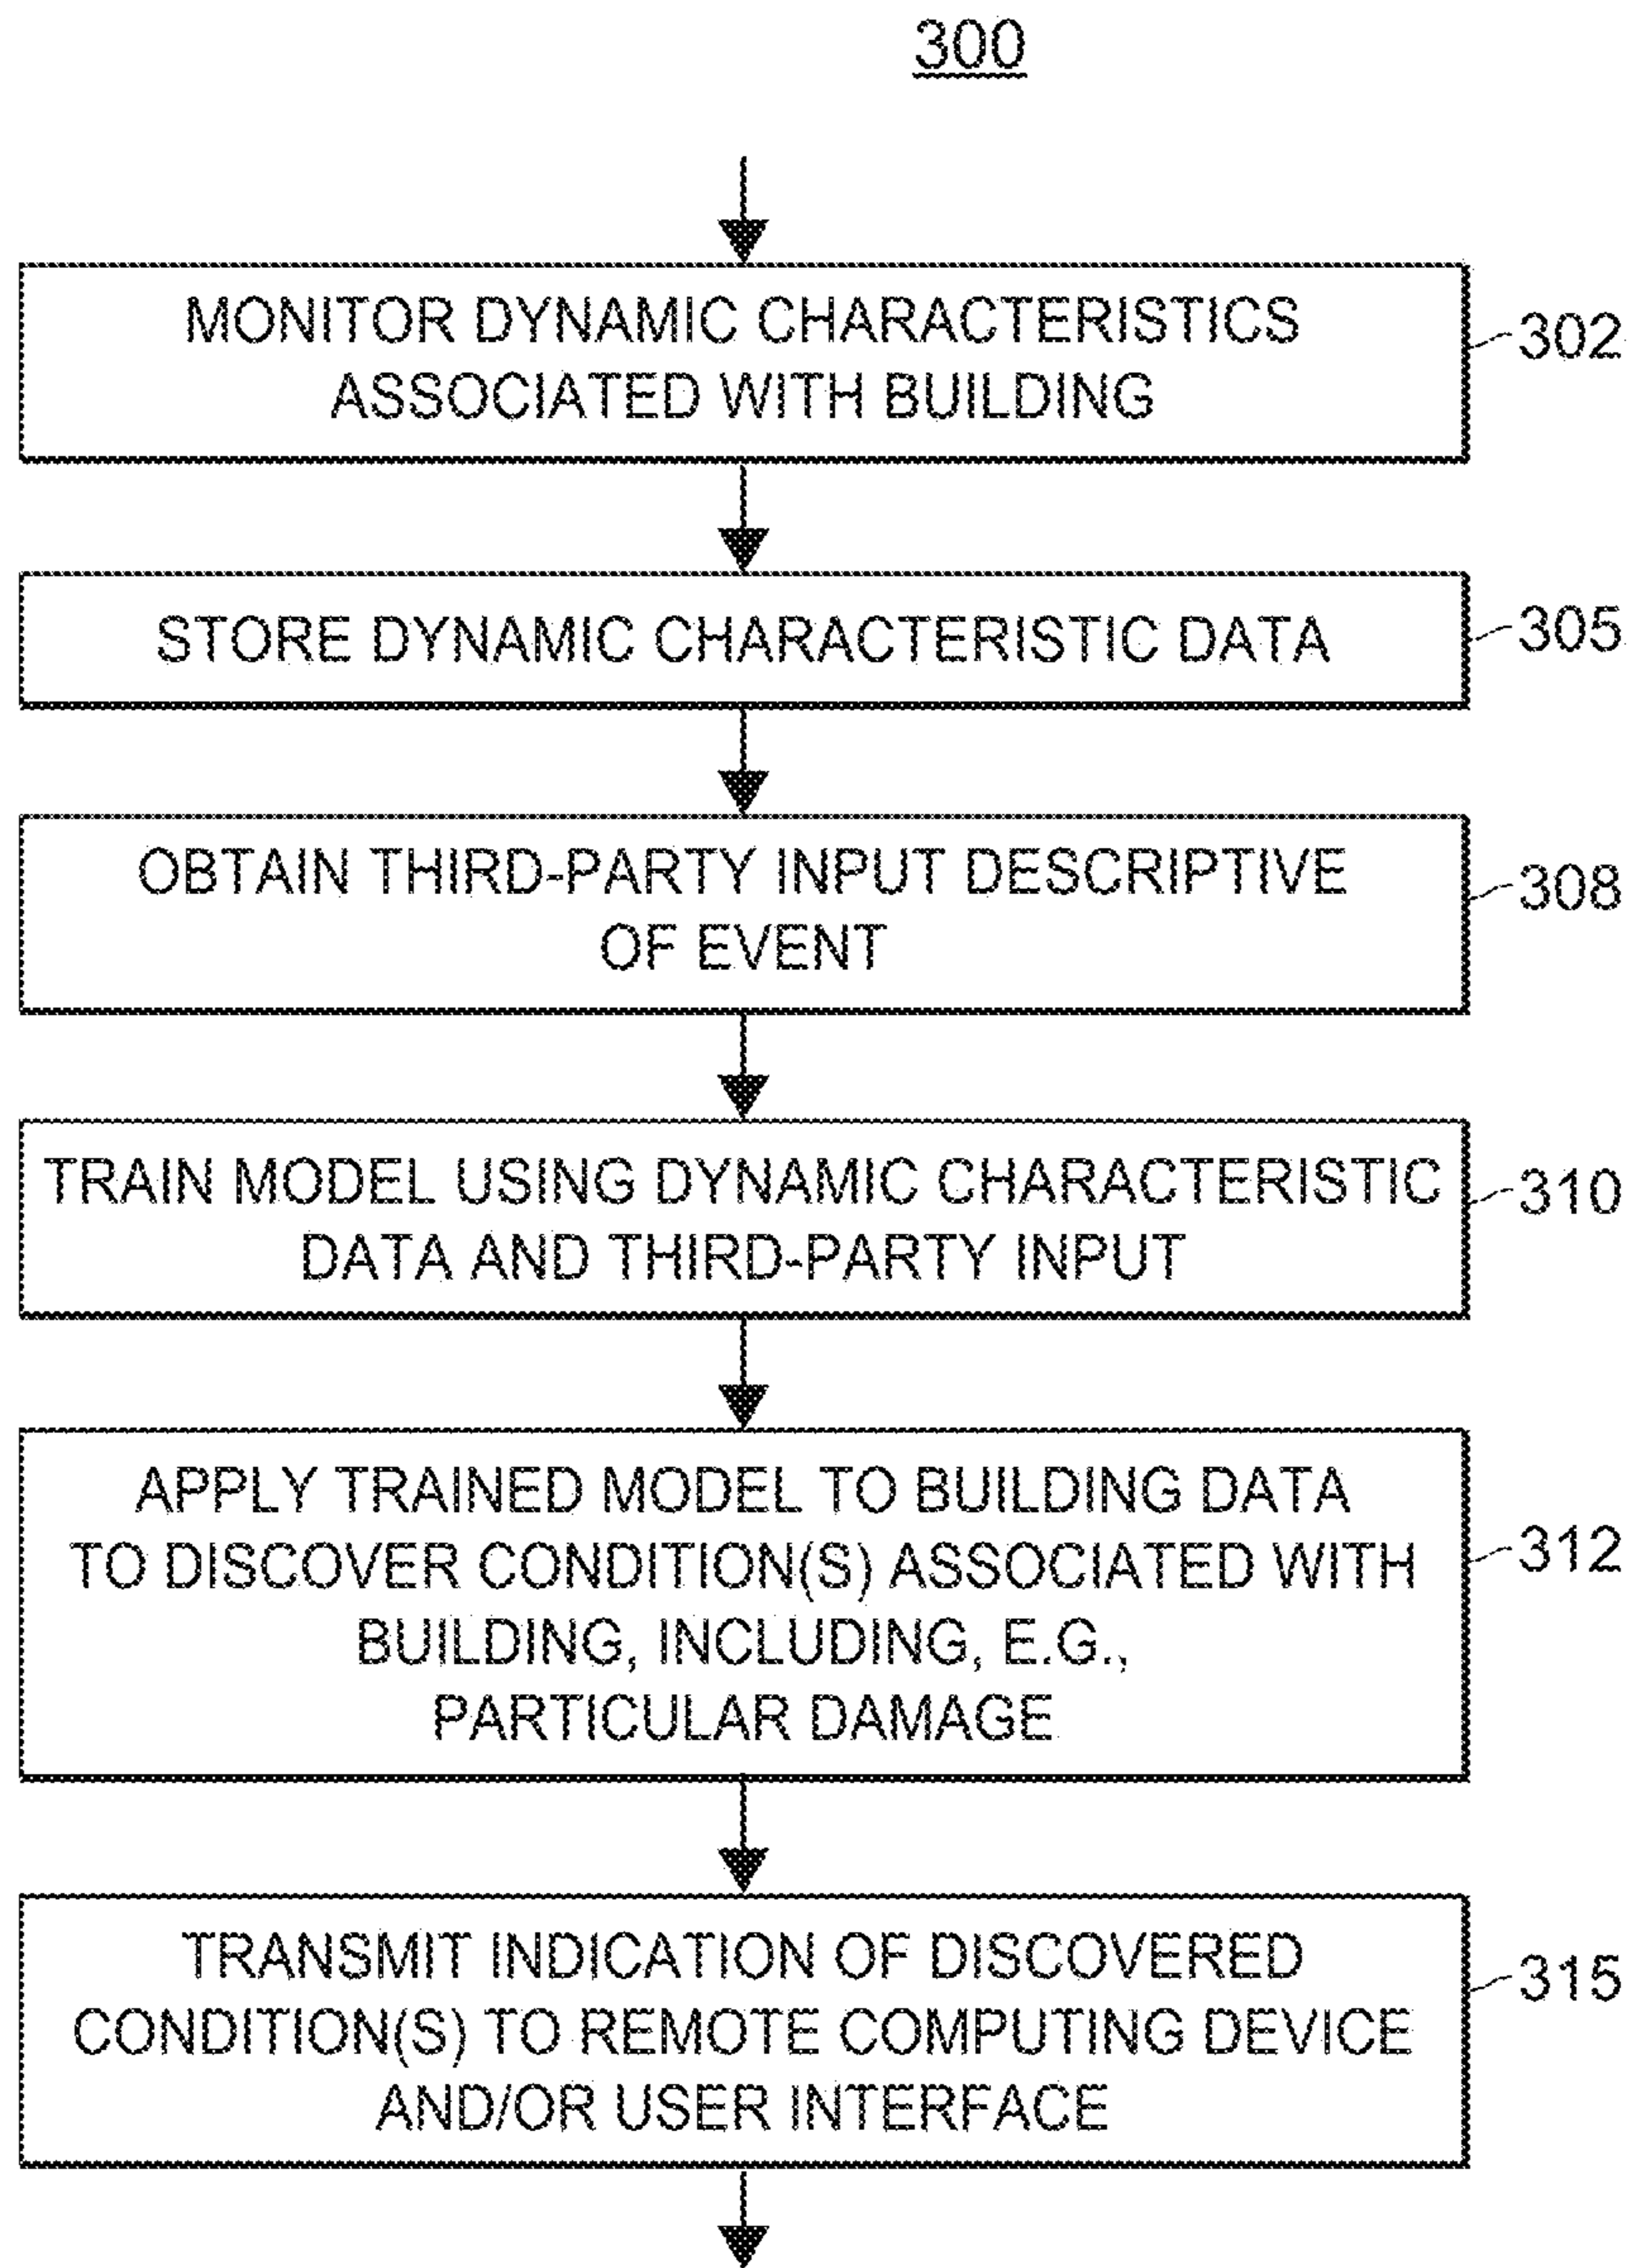 300
MONITOR DYNAMIC CHARACTERISTICS
ASSOCIATED WITH BUILDING
302
STORE DYNAMIC CHARACTERISTIC DATA
305
OBTAIN THIRD-PARTY INPUT DESCRIPTIVE
OF EVENT
308
TRAIN MODEL USING DYNAMIC CHARACTERISTIC
DATA AND THIRD-PARTY INPUT
310
APPLY TRAINED MODEL TO BUILDING DATA
TO DISCOVER CONDITION(S) ASSOCIATED WITH
BUILDING, INCLUDING, E.G.,
PARTICULAR DAMAGE
312
TRANSMIT INDICATION OF DISCOVERED
CONDITION(S) TO REMOTE COMPUTING DEVICE
AND/OR USER INTERFACE
315